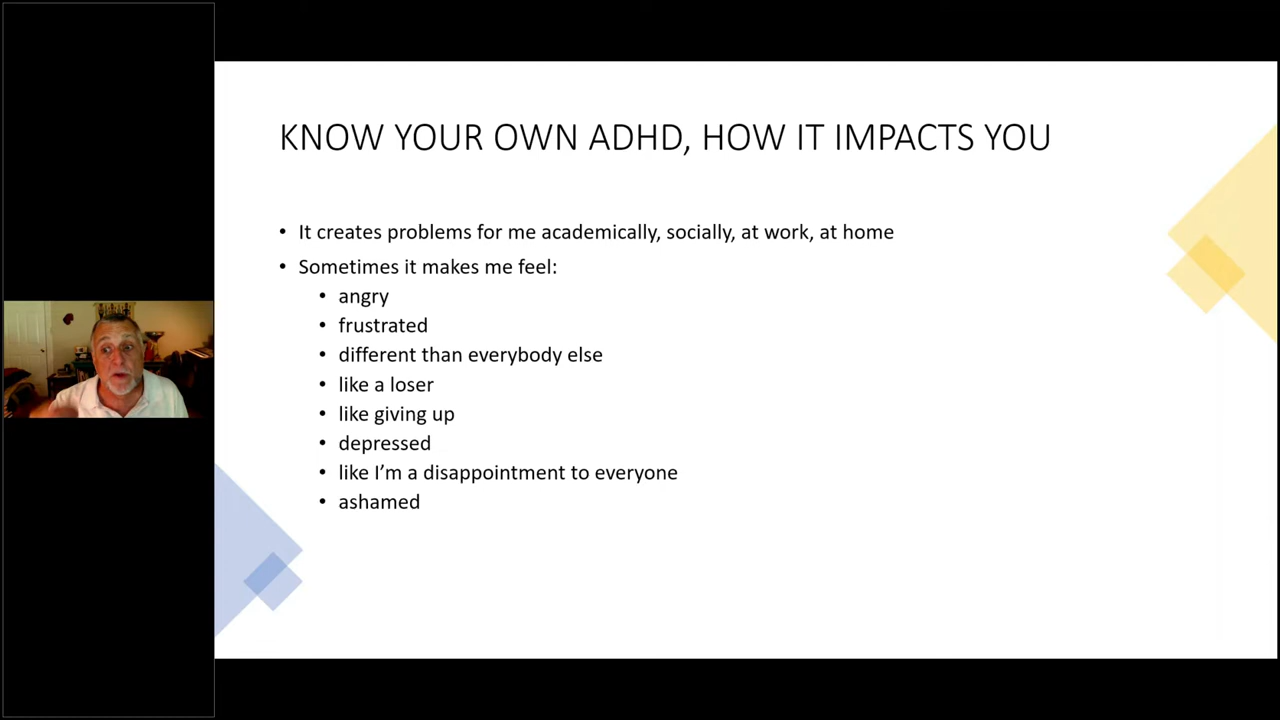 KNOW YOUR OWN ADHD, HOW IT IMPACTS YOU
• It creates problems for me academically, socially, at work, at home
• Sometimes it makes me feel:
• angry
• frustrated
• different than everybody else
• like a loser
• like giving up
• depressed
• like I’m a disappointment to everyone
• ashamed